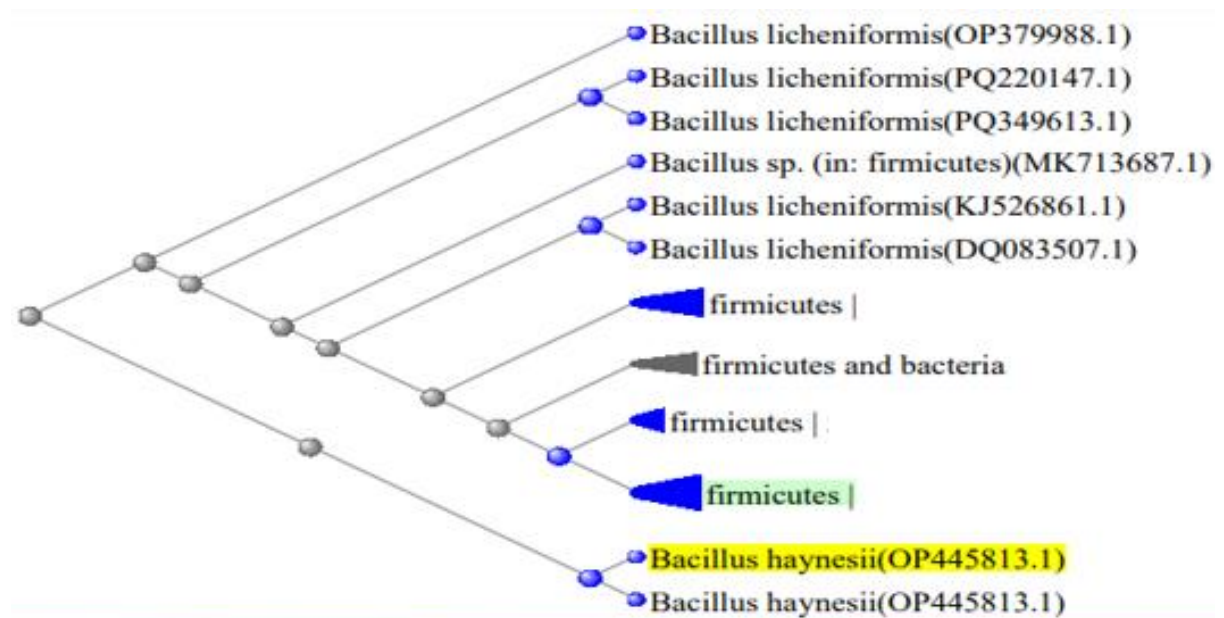 Bacillus licheniformis(OP379988.1)
Bacillus licheniformis(PQ220147.1)
Bacillus licheniformis(PQ349613.1)
Bacillus sp. (in: firmicutes)(MK713687.1)
Bacillus licheniformis(KJ526861.1)
Bacillus licheniformis(DQ083507.1)
firmicutes |
firmicutes and bacteria
firmicutes |
firmicutes |
Bacillus haynesii(OP445813.1)
Bacillus haynesii(OP445813.1)